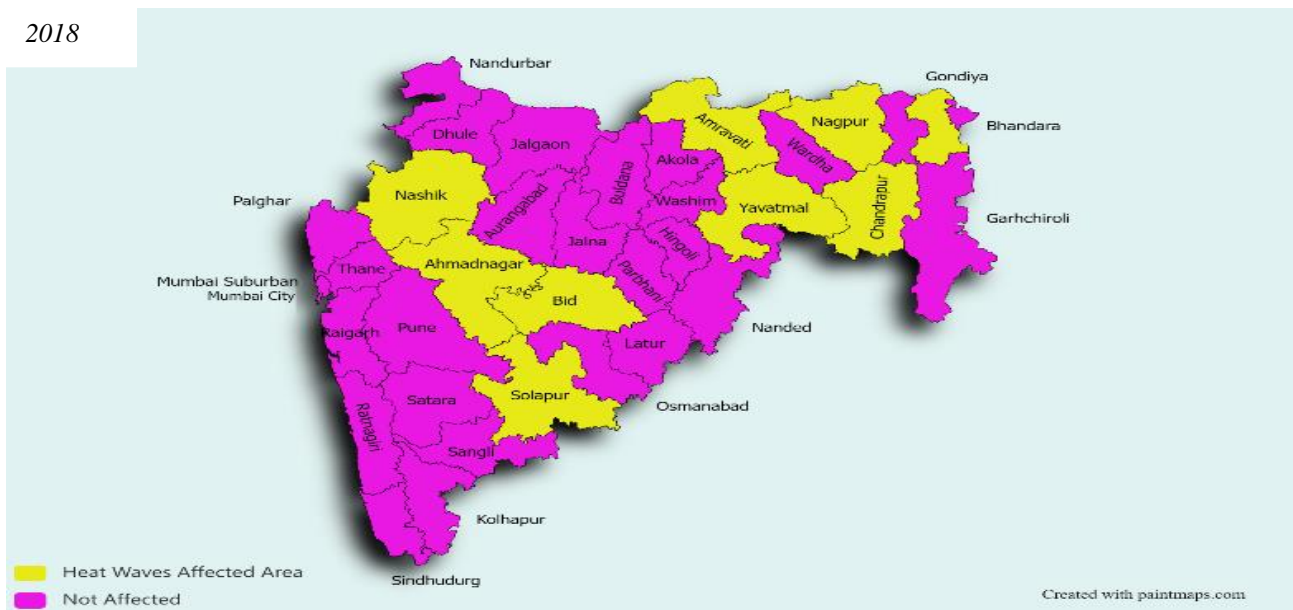 2018
Nandurbar
Gondiya
Dhule
Jalgaon
Buldana
Akola
Amravati
Wardha
Nagpur
Bhandara
Nashik
Aurangabad
Washim
Yavatmal
Chandrapur
Palghar
Garhchiroli
Jalna
Hingoli
Parbhani
Thane
Ahmadnagar
Mumbai Suburban
Mumbai City
Bid
Raigarh
Pune
Latur
Nanded
Satara
Solapur
Osmanabad
Ratnagiri
Sangli
Kolhapur
Sindhudurg
Heat Waves Affected Area
Not Affected
Created with paintmaps.com